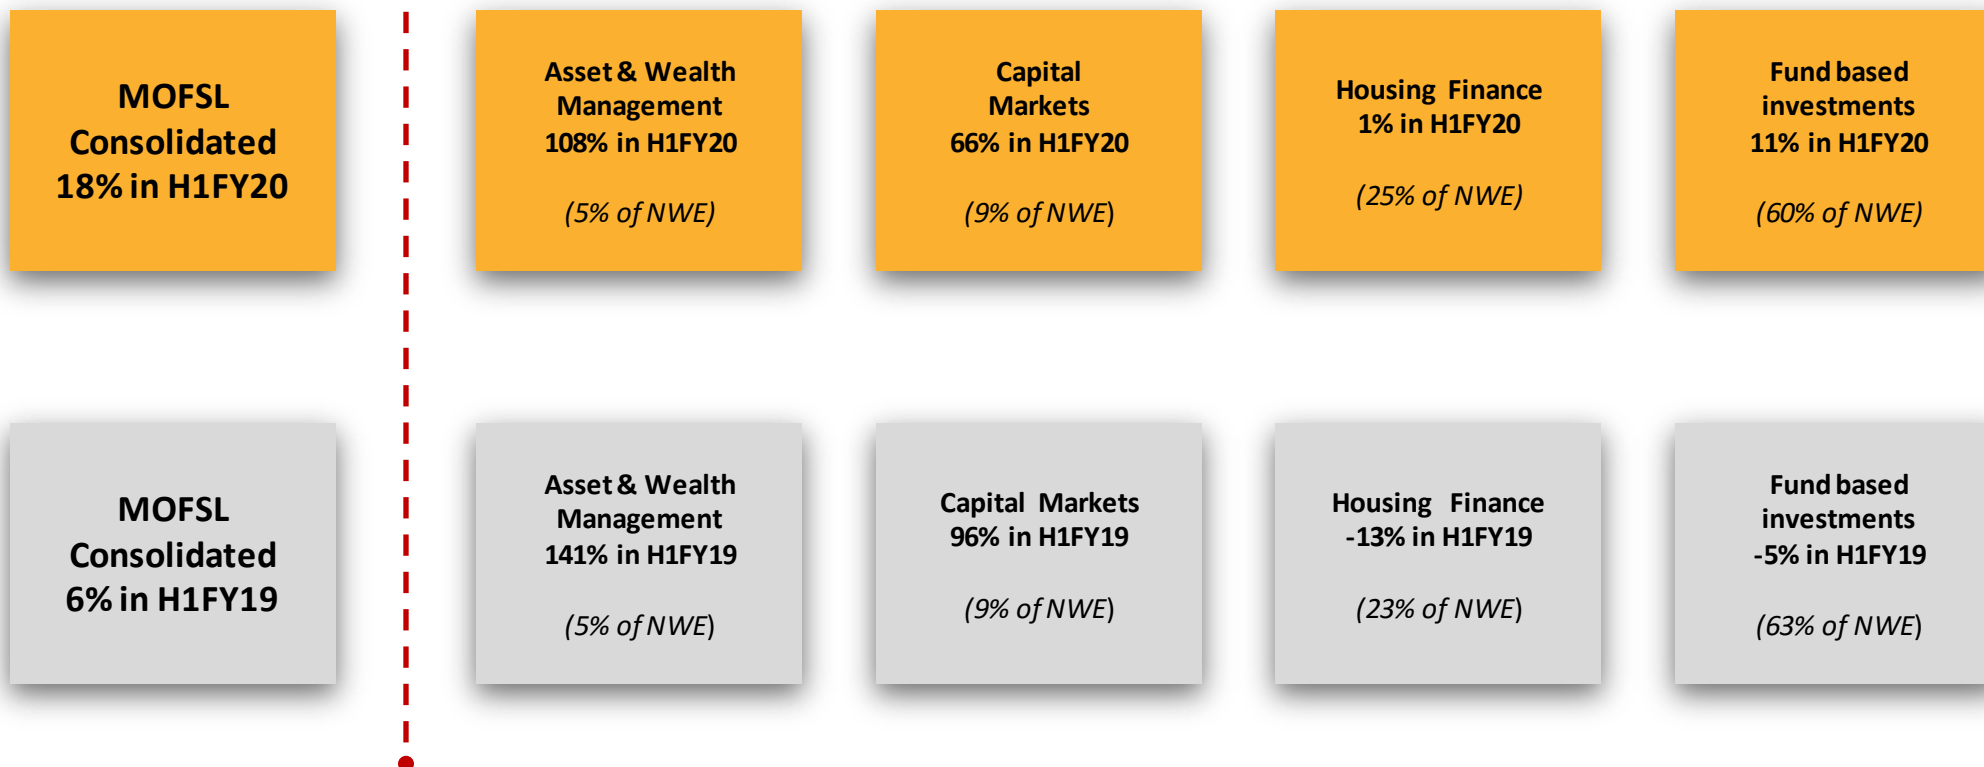 MOFSL
Consolidated
18% in H1FY20
Asset & Wealth
Management
108% in H1FY20
(5% of NWE)
Capital
Markets
66% in H1FY20
(9% of NWE)
Housing Finance
1% in H1FY20
(25% of NWE)
Fund based
investments
11% in H1FY20
(60% of NWE)
MOFSL
Consolidated
6% in H1FY19
Asset & Wealth
Management
141% in H1FY19
(5% of NWE)
Capital Markets
96% in H1FY19
(9% of NWE)
Housing Finance
-13% in H1FY19
(23% of NWE)
Fund based
investments
-5% in H1FY19
(63% of NWE)